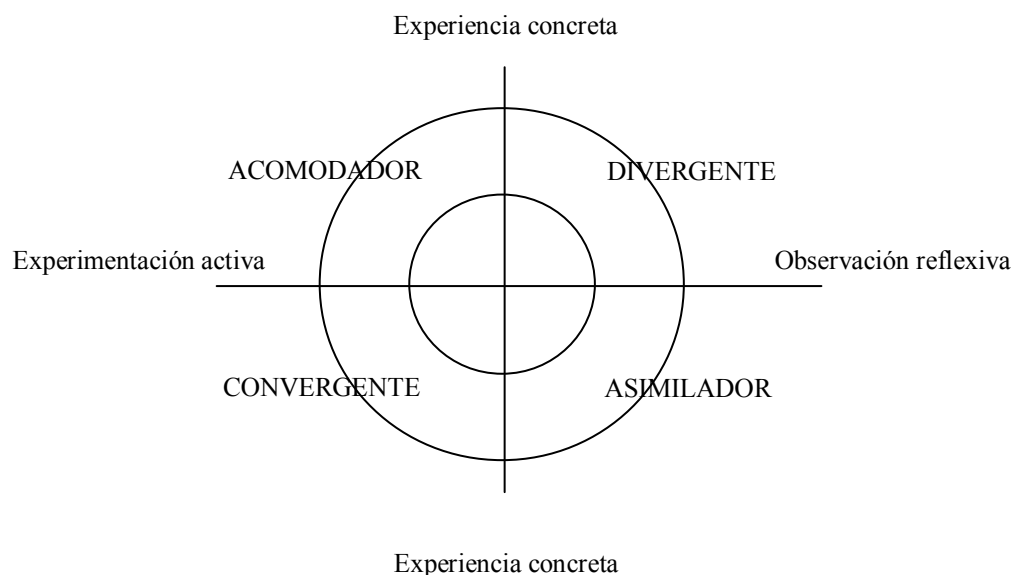 Experiencia concreta
ACOMODADOR
DIVERGENTE
Experimentación activa
Observación reflexiva
CONVERGENTE
ASIMILADOR
Experiencia concreta